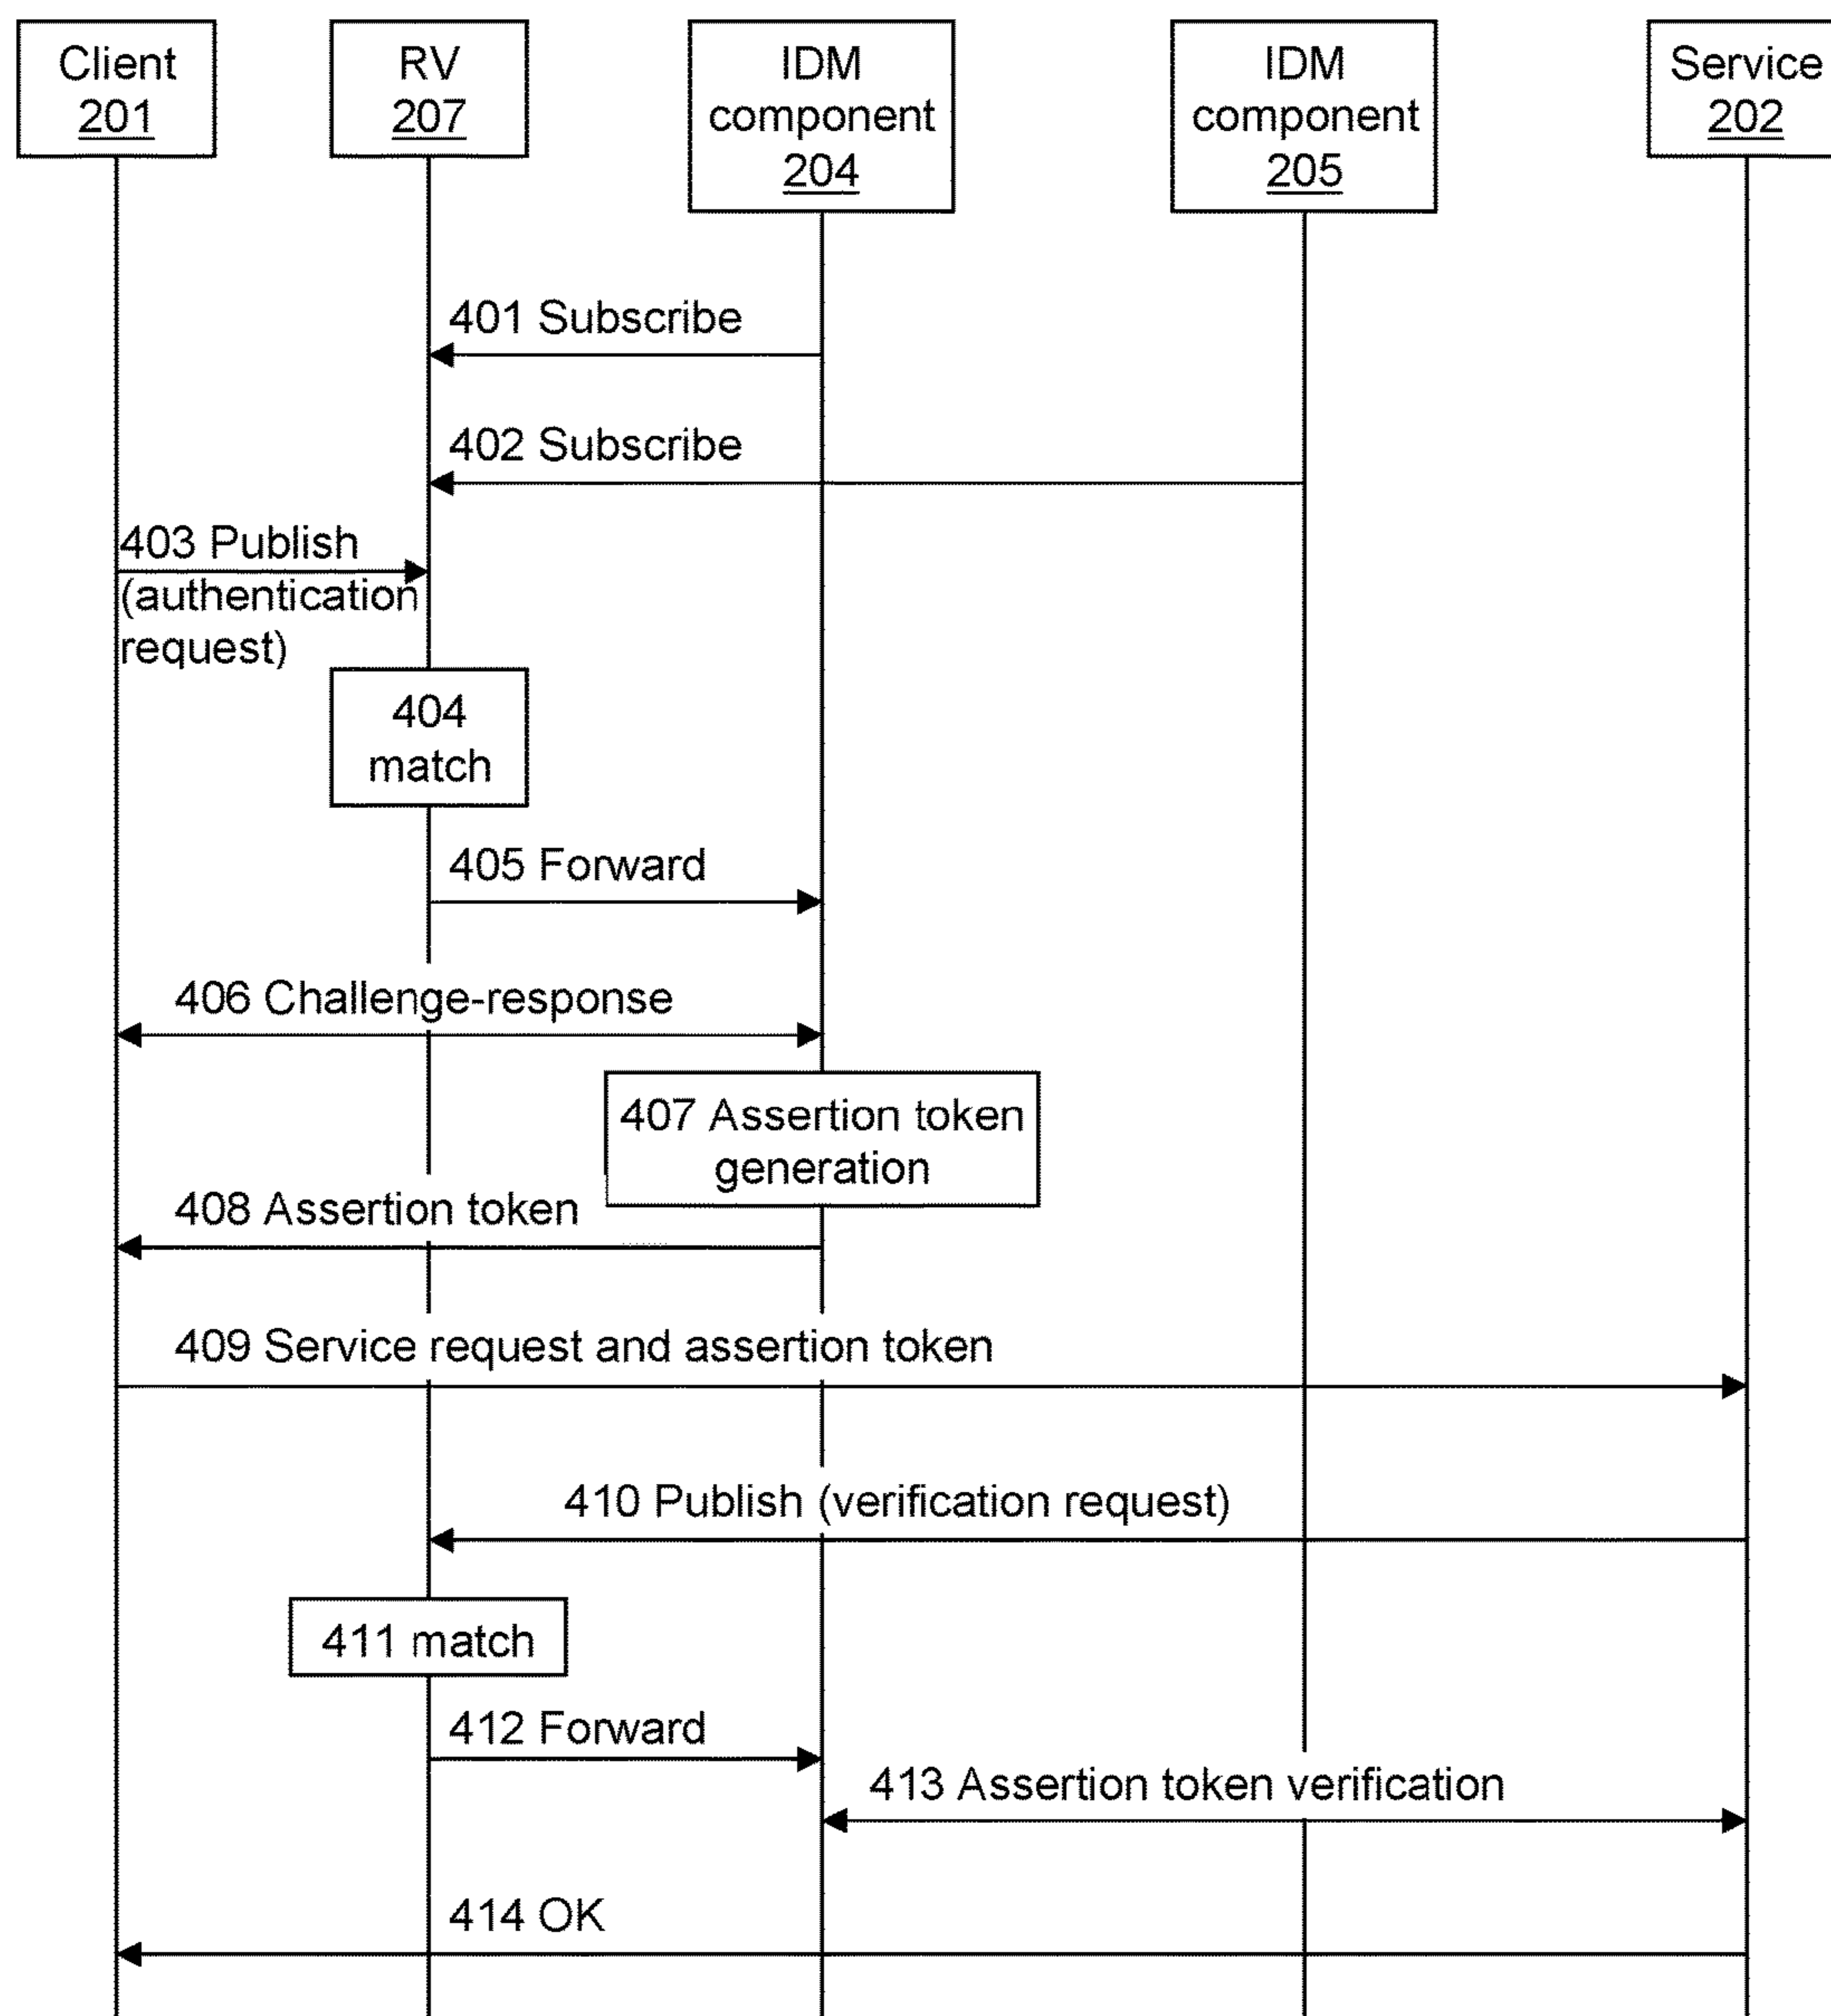 Client
201
RV
207
IDM
component
204
IDM
component
205
Service
202
401 Subscribe
402 Subscribe
403 Publish
(authentication
request)
404
match
405 Forward
406 Challenge-response
407 Assertion token
generation
408 Assertion token
409 Service request and assertion token
410 Publish (verification request)
411 match
412 Forward
413 Assertion token verification
414 OK